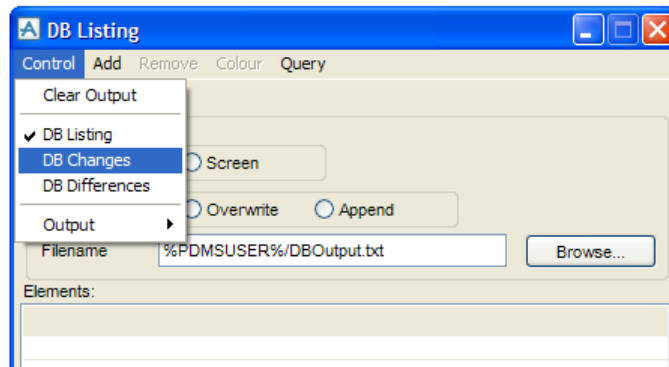 DB Listing
Control Add Remove Colour Query
Clear Output
DB Listing
DB Changes
Screen
DB Differences
Overwrite Append
Output
Filename %PDMSUSER%/DBOutput.txt Browse...
Elements: